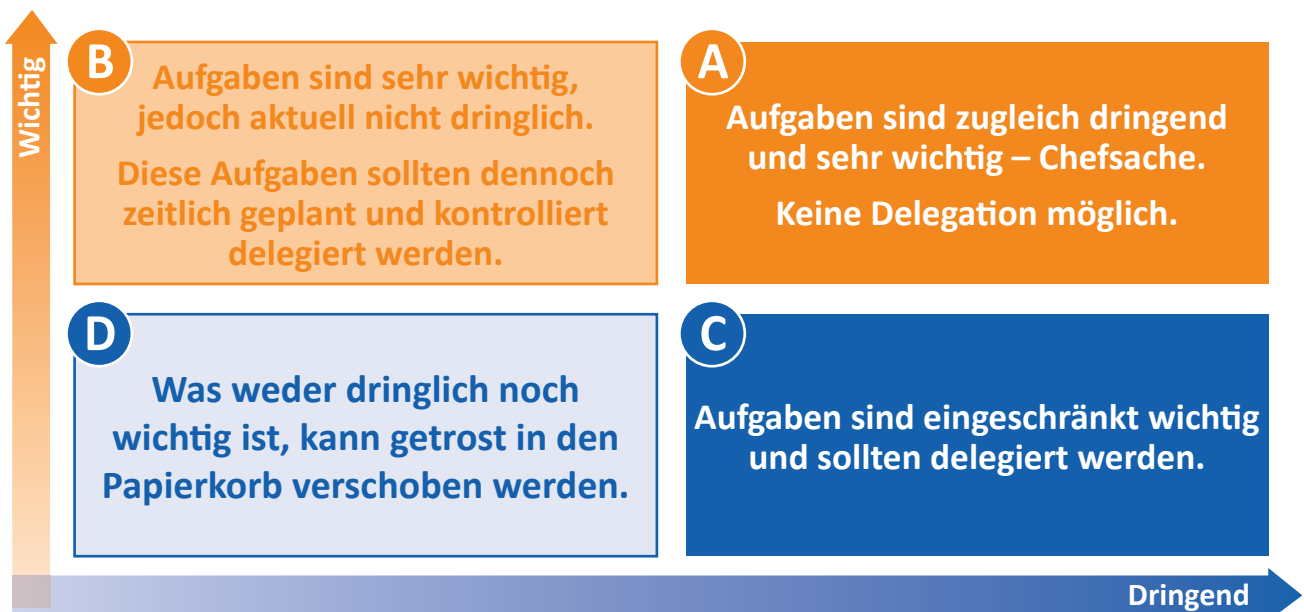 Wichtig
B
Aufgaben sind sehr wichtig,
jedoch aktuell nicht dringlich.
Diese Aufgaben sollten dennoch
zeitlich geplant und kontrolliert
delegiert werden.
A
Aufgaben sind zugleich dringend
und sehr wichtig – Chefsache.
Keine Delegation möglich.
D
Was weder dringlich noch
wichtig ist, kann getrost in den
Papierkorb verschoben werden.
C
Aufgaben sind eingeschränkt wichtig
und sollten delegiert werden.
Dringend